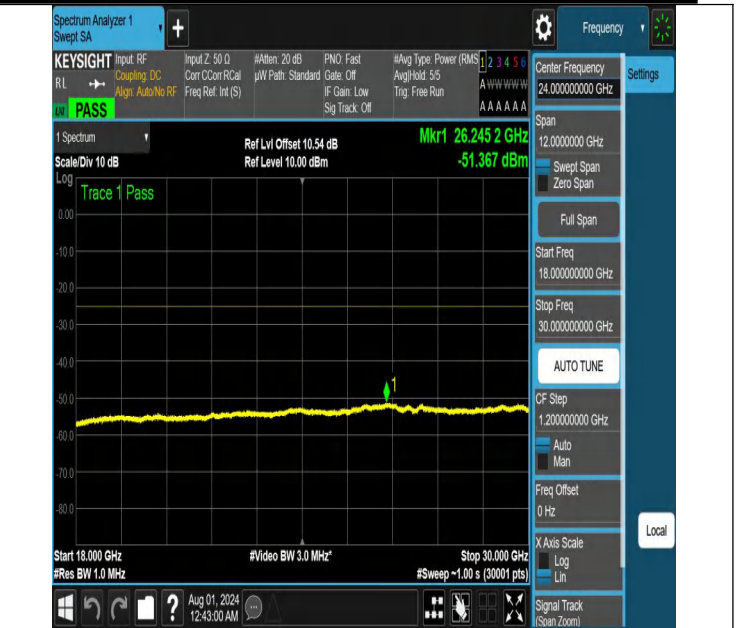 Spectrum Analyzer 1
Swept SA
+
Frequency
KEYSIGHT
RL
PASS
Input: RF
Coupling: DC
Align: Auto/No RF
Input Z: 50 Ω
Corr CCorr RCal
Freq Ref: Int (S)
#Atten: 20 dB
µW Path: Standard
PNO: Fast
Gate: Off
IF Gain: Low
Sig Track: Off
#Avg Type: Power (RMS
Avg|Hold: 5/5
Trig: Free Run
1 2 3 4 5 6
A W W W W W
A A A A A A
Center Frequency
24.000000000 GHz
Settings
Span
12.0000000 GHz
Swept Span
Zero Span
Full Span
Start Freq
18.000000000 GHz
Stop Freq
30.000000000 GHz
AUTO TUNE
CF Step
1.200000000 GHz
Auto
Man
Freq Offset
0 Hz
X Axis Scale
Log
Lin
Signal Track
(Span Zoom)
Local
1 Spectrum
Scale/Div 10 dB
Ref Lvl Offset 10.54 dB
Ref Level 10.00 dBm
Mkr1 26.245 2 GHz
-51.367 dBm
Log
Trace 1 Pass
0.00
-10.0
-20.0
-30.0
-40.0
-50.0
-60.0
-70.0
-80.0
1
Start 18.000 GHz
#Res BW 1.0 MHz
#Video BW 3.0 MHz*
Stop 30.000 GHz
#Sweep ~1.00 s (30001 pts)
?
Aug 01, 2024
12:43:00 AM